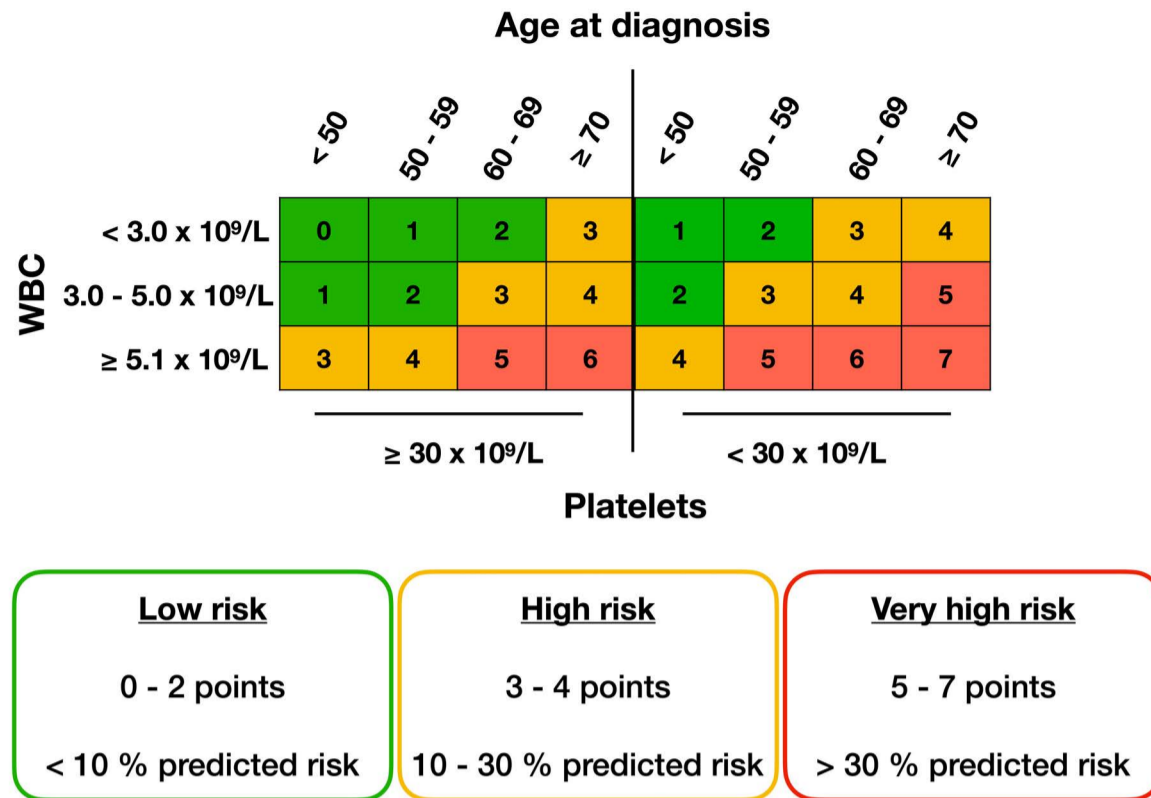 Age at diagnosis
< 50 50 - 59 60 - 69 ≥ 70 < 50 50 - 59 60 - 69 ≥ 70
WBC
< 3.0 x 10⁹/L 0 1 2 3 1 2 3 4
3.0 - 5.0 x 10⁹/L 1 2 3 4 2 3 4 5
≥ 5.1 x 10⁹/L 3 4 5 6 4 5 6 7
≥ 30 x 10⁹/L < 30 x 10⁹/L
Platelets
Low risk
0 - 2 points
< 10 % predicted risk
High risk
3 - 4 points
10 - 30 % predicted risk
Very high risk
5 - 7 points
> 30 % predicted risk